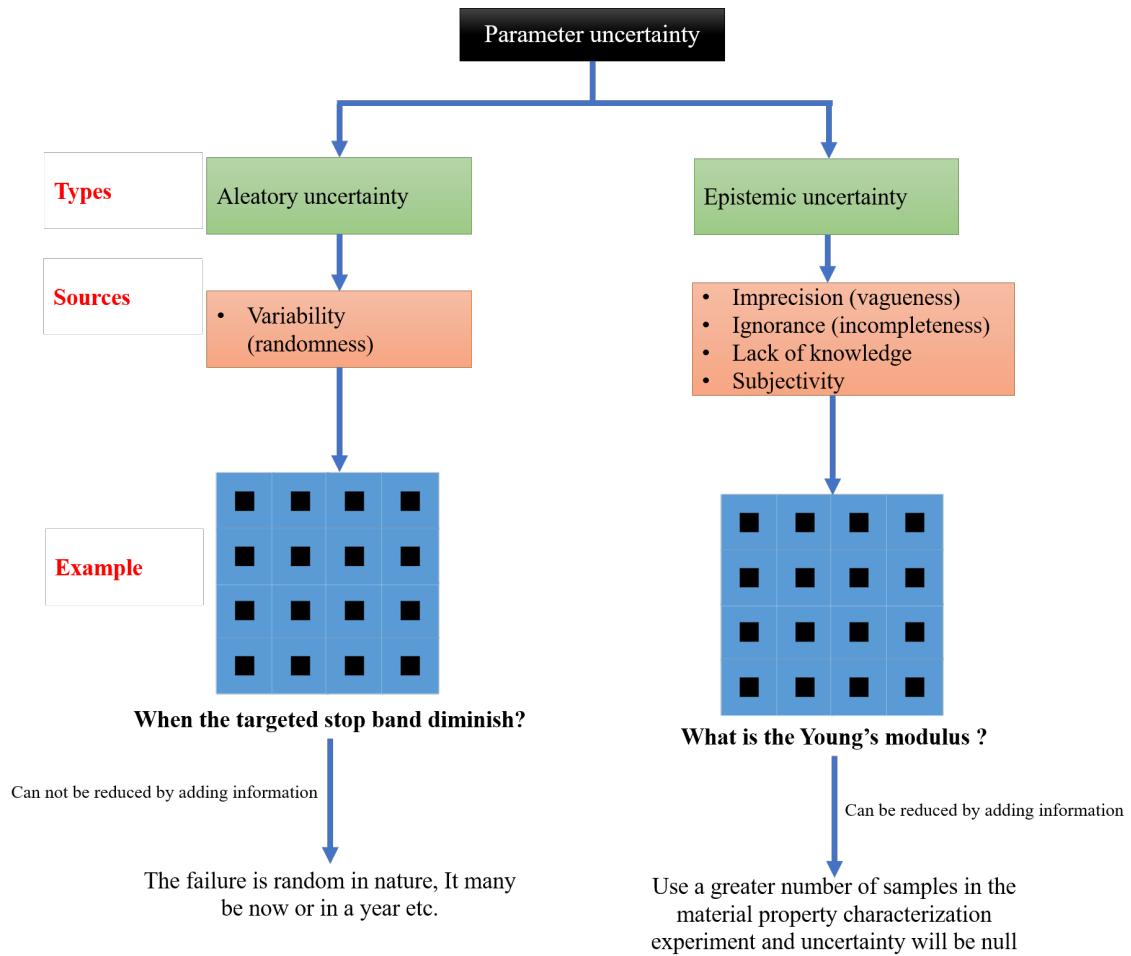 Parameter uncertainty
Types
Aleatory uncertainty
Epistemic uncertainty
Sources
• Variability
(randomness)
• Imprecision (vagueness)
• Ignorance (incompleteness)
• Lack of knowledge
• Subjectivity
Example
When the targeted stop band diminish?
What is the Young’s modulus ?
Can not be reduced by adding information
Can be reduced by adding information
The failure is random in nature, It many
be now or in a year etc.
Use a greater number of samples in the
material property characterization
experiment and uncertainty will be null